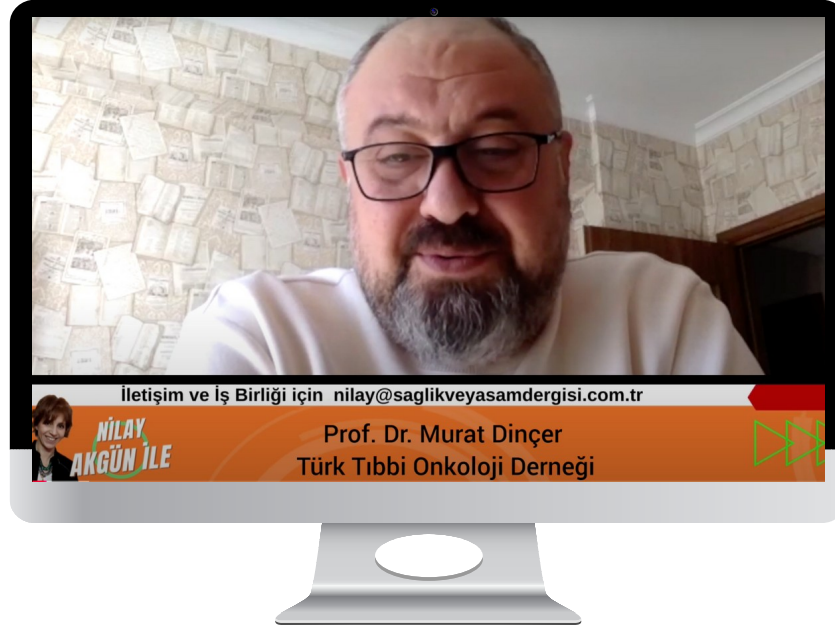 İletişim ve İş Birliği için nilay@saglikveyasamdergisi.com.tr
NİLAY
AKGÜN İLE
Prof. Dr. Murat Dinçer
Türk Tıbbi Onkoloji Derneği